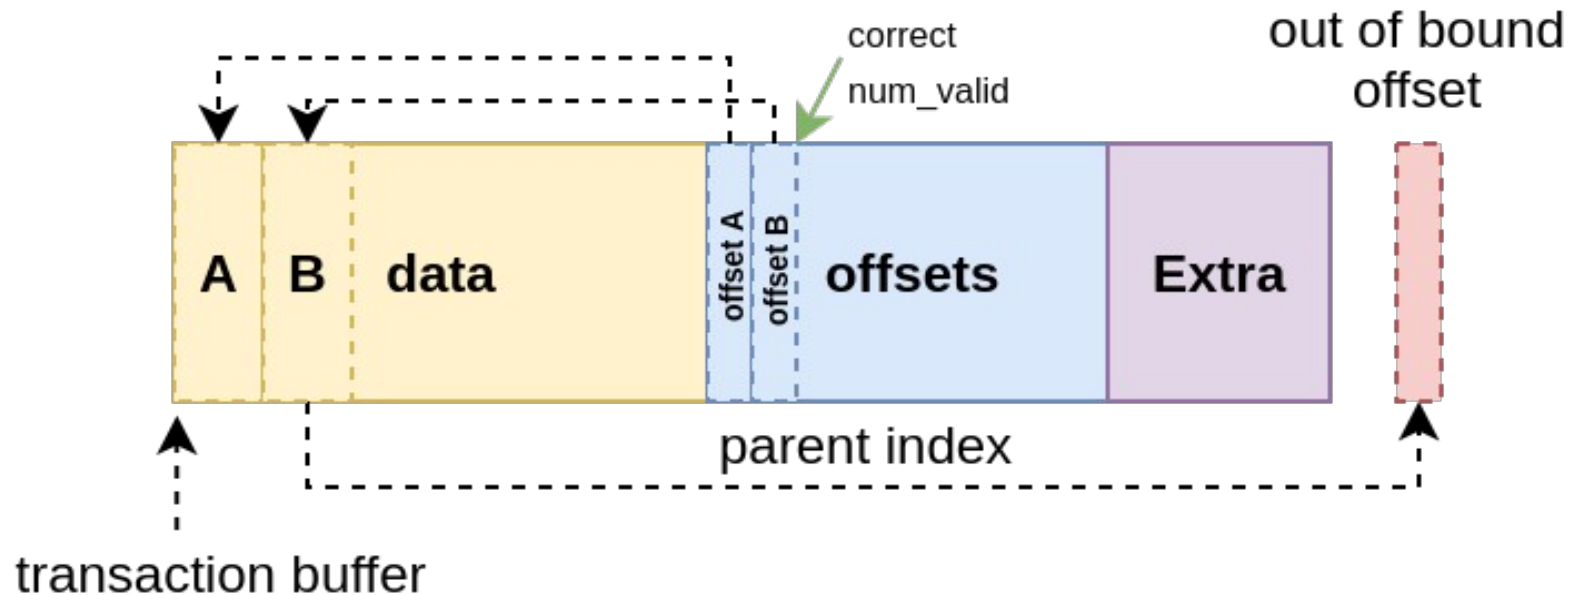 correct
num_valid
out of bound
offset
A
B
data
offset A
offset B
offsets
Extra
parent index
transaction buffer